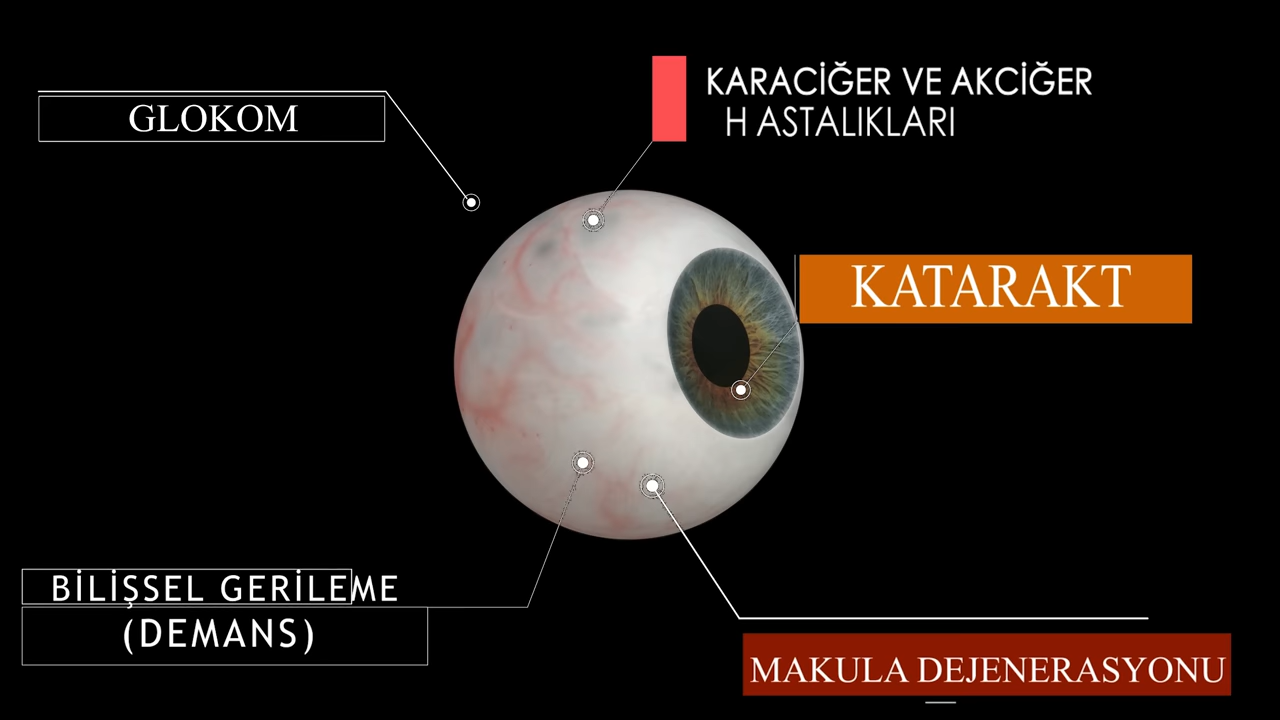 GLOKOM
KARACİĞER VE AKCİĞER
H ASTALIKLARI
KATARAKT
BİLİŞSEL GERİLEME
(DEMANS)
MAKULA DEJENERASYONU